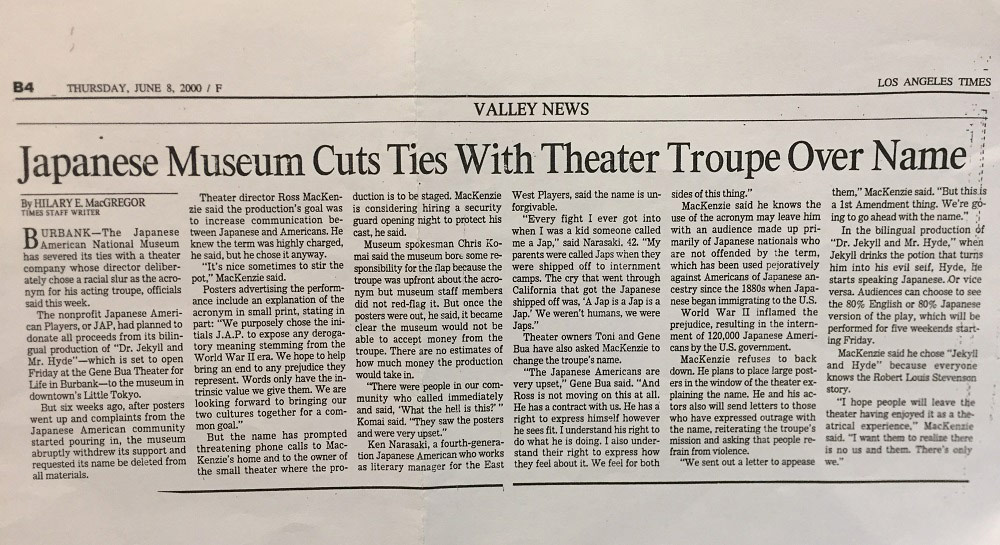 B4 THURSDAY, JUNE 8, 2000 / F LOS ANGELES TIMES
VALLEY NEWS
Japanese Museum Cuts Ties With Theater Troupe Over Name
By HILARY E. MacGREGOR
TIMES STAFF WRITER
BURBANK—The Japanese
American National Museum
has severed its ties with a theater
company whose director deliber-
ately chose a racial slur as the acro-
nym for his acting troupe, officials
said this week.
The nonprofit Japanese Ameri-
can Players, or JAP, had planned to
donate all proceeds from its bilin-
gual production of "Dr. Jekyll and
Mr. Hyde"—which is set to open
Friday at the Gene Bua Theater for
Life in Burbank—to the museum in
downtown's Little Tokyo.
But six weeks ago, after posters
went up and complaints from the
Japanese American community
started pouring in, the museum
abruptly withdrew its support and
requested its name be deleted from
all materials.
Theater director Ross MacKen-
zie said the production's goal was
to increase communication be-
tween Japanese and Americans. He
knew the term was highly charged,
he said, but he chose it anyway.
"It's nice sometimes to stir the
pot," MacKenzie said.
Posters advertising the perform-
ance include an explanation of the
acronym in small print, stating in
part: "We purposely chose the ini-
tials J.A.P. to expose any deroga-
tory meaning stemming from the
World War II era. We hope to help
bring an end to any prejudice they
represent. Words only have the in-
trinsic value we give them. We are
looking forward to bringing our
two cultures together for a com-
mon goal."
But the name has prompted
threatening phone calls to Mac-
Kenzie's home and to the owner of
the small theater where the pro-
duction is to be staged. MacKenzie
is considering hiring a security
guard opening night to protect his
cast, he said.
Museum spokesman Chris Ko-
mai said the museum bore some re-
sponsibility for the flap because the
troupe was upfront about the acro-
nym but museum staff members
did not red-flag it. But once the
posters were out, he said, it became
clear the museum would not be
able to accept money from the
troupe. There are no estimates of
how much money the production
would take in.
"There were people in our com-
munity who called immediately
and said, 'What the hell is this?' "
Komai said. "They saw the posters
and were very upset."
Ken Narasaki, a fourth-genera-
tion Japanese American who works
as literary manager for the East
West Players, said the name is un-
forgivable.
"Every fight I ever got into
when I was a kid someone called
me a Jap," said Narasaki, 42. "My
parents were called Japs when they
were shipped off to internment
camps. The cry that went through
California that got the Japanese
shipped off was, 'A Jap is a Jap is a
Jap.' We weren't humans, we were
Japs."
Theater owners Toni and Gene
Bua have also asked MacKenzie to
change the troupe's name.
"The Japanese Americans are
very upset," Gene Bua said. "And
Ross is not moving on this at all.
He has a contract with us. He has a
right to express himself however
he sees fit. I understand his right to
do what he is doing. I also under-
stand their right to express how
they feel about it. We feel for both
sides of this thing."
MacKenzie said he knows the
use of the acronym may leave him
with an audience made up pri-
marily of Japanese nationals who
are not offended by the term,
which has been used pejoratively
against Americans of Japanese an-
cestry since the 1880s when Japa-
nese began immigrating to the U.S.
World War II inflamed the
prejudice, resulting in the intern-
ment of 120,000 Japanese Ameri-
cans by the U.S. government.
MacKenzie refuses to back
down. He plans to place large post-
ers in the window of the theater ex-
plaining the name. He and his ac-
tors also will send letters to those
who have expressed outrage with
the name, reiterating the troupe's
mission and asking that people re-
frain from violence.
"We sent out a letter to appease
them," MacKenzie said. "But this is
a 1st Amendment thing. We're go-
ing to go ahead with the name."
In the bilingual production of
"Dr. Jekyll and Mr. Hyde," when
Jekyll drinks the potion that turns
him into his evil self, Hyde, he
starts speaking Japanese. Or vice
versa. Audiences can choose to see
the 80% English or 80% Japanese
version of the play, which will be
performed for five weekends start-
ing Friday.
MacKenzie said he chose "Jekyll
and Hyde" because everyone
knows the Robert Louis Stevenson
story.
"I hope people will leave the
theater having enjoyed it as a the-
atrical experience," MacKenzie
said. "I want them to realize there
is no us and them. There's only
we."